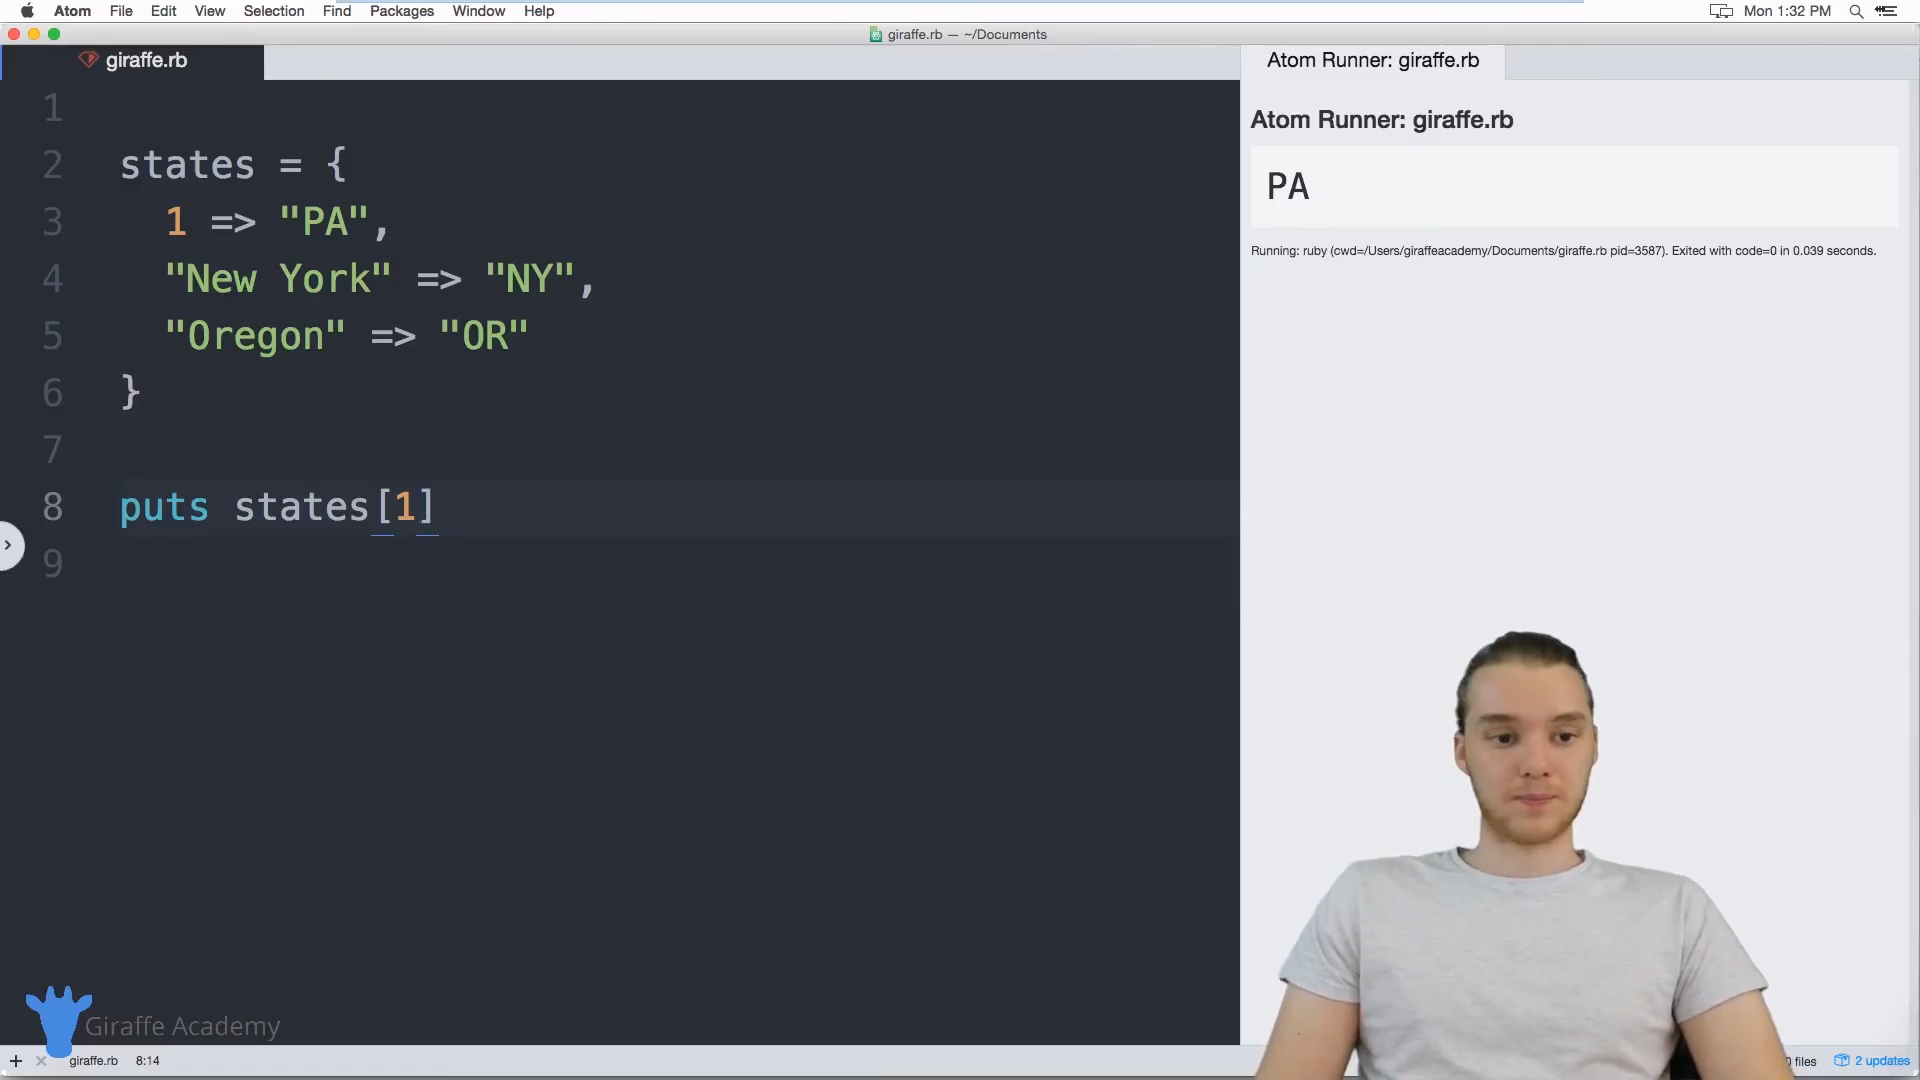 Atom File Edit View Selection Find Packages Window Help Mon 1:32 PM
giraffe.rb — ~/Documents
giraffe.rb
Atom Runner: giraffe.rb
1
2 states = {
3 1 => "PA",
4 "New York" => "NY",
5 "Oregon" => "OR"
6 }
7
8 puts states[1]
9
Atom Runner: giraffe.rb
PA
Running: ruby (cwd=/Users/giraffeacademy/Documents/giraffe.rb pid=3587). Exited with code=0 in 0.039 seconds.
Giraffe Academy
giraffe.rb 8:14
files 2 updates